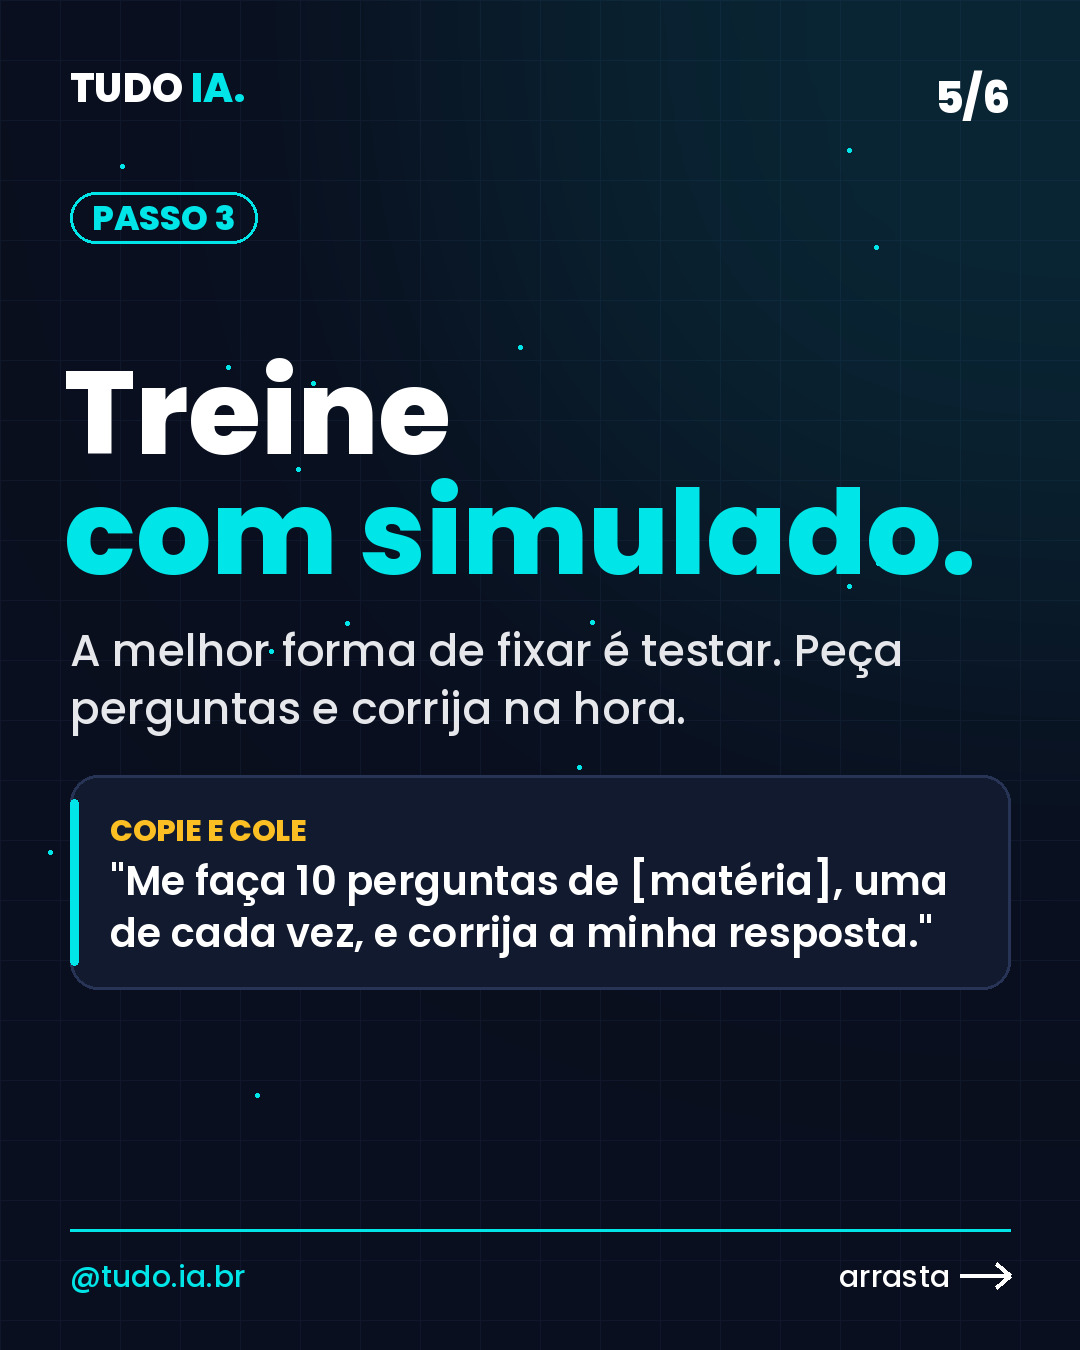 TUDO IA.
5/6
PASSO 3
Treine
com simulado.
A melhor forma de fixar é testar. Peça
perguntas e corrija na hora.
COPIE E COLE
"Me faça 10 perguntas de [matéria], uma
de cada vez, e corrija a minha resposta."
@tudo.ia.br
arrasta →